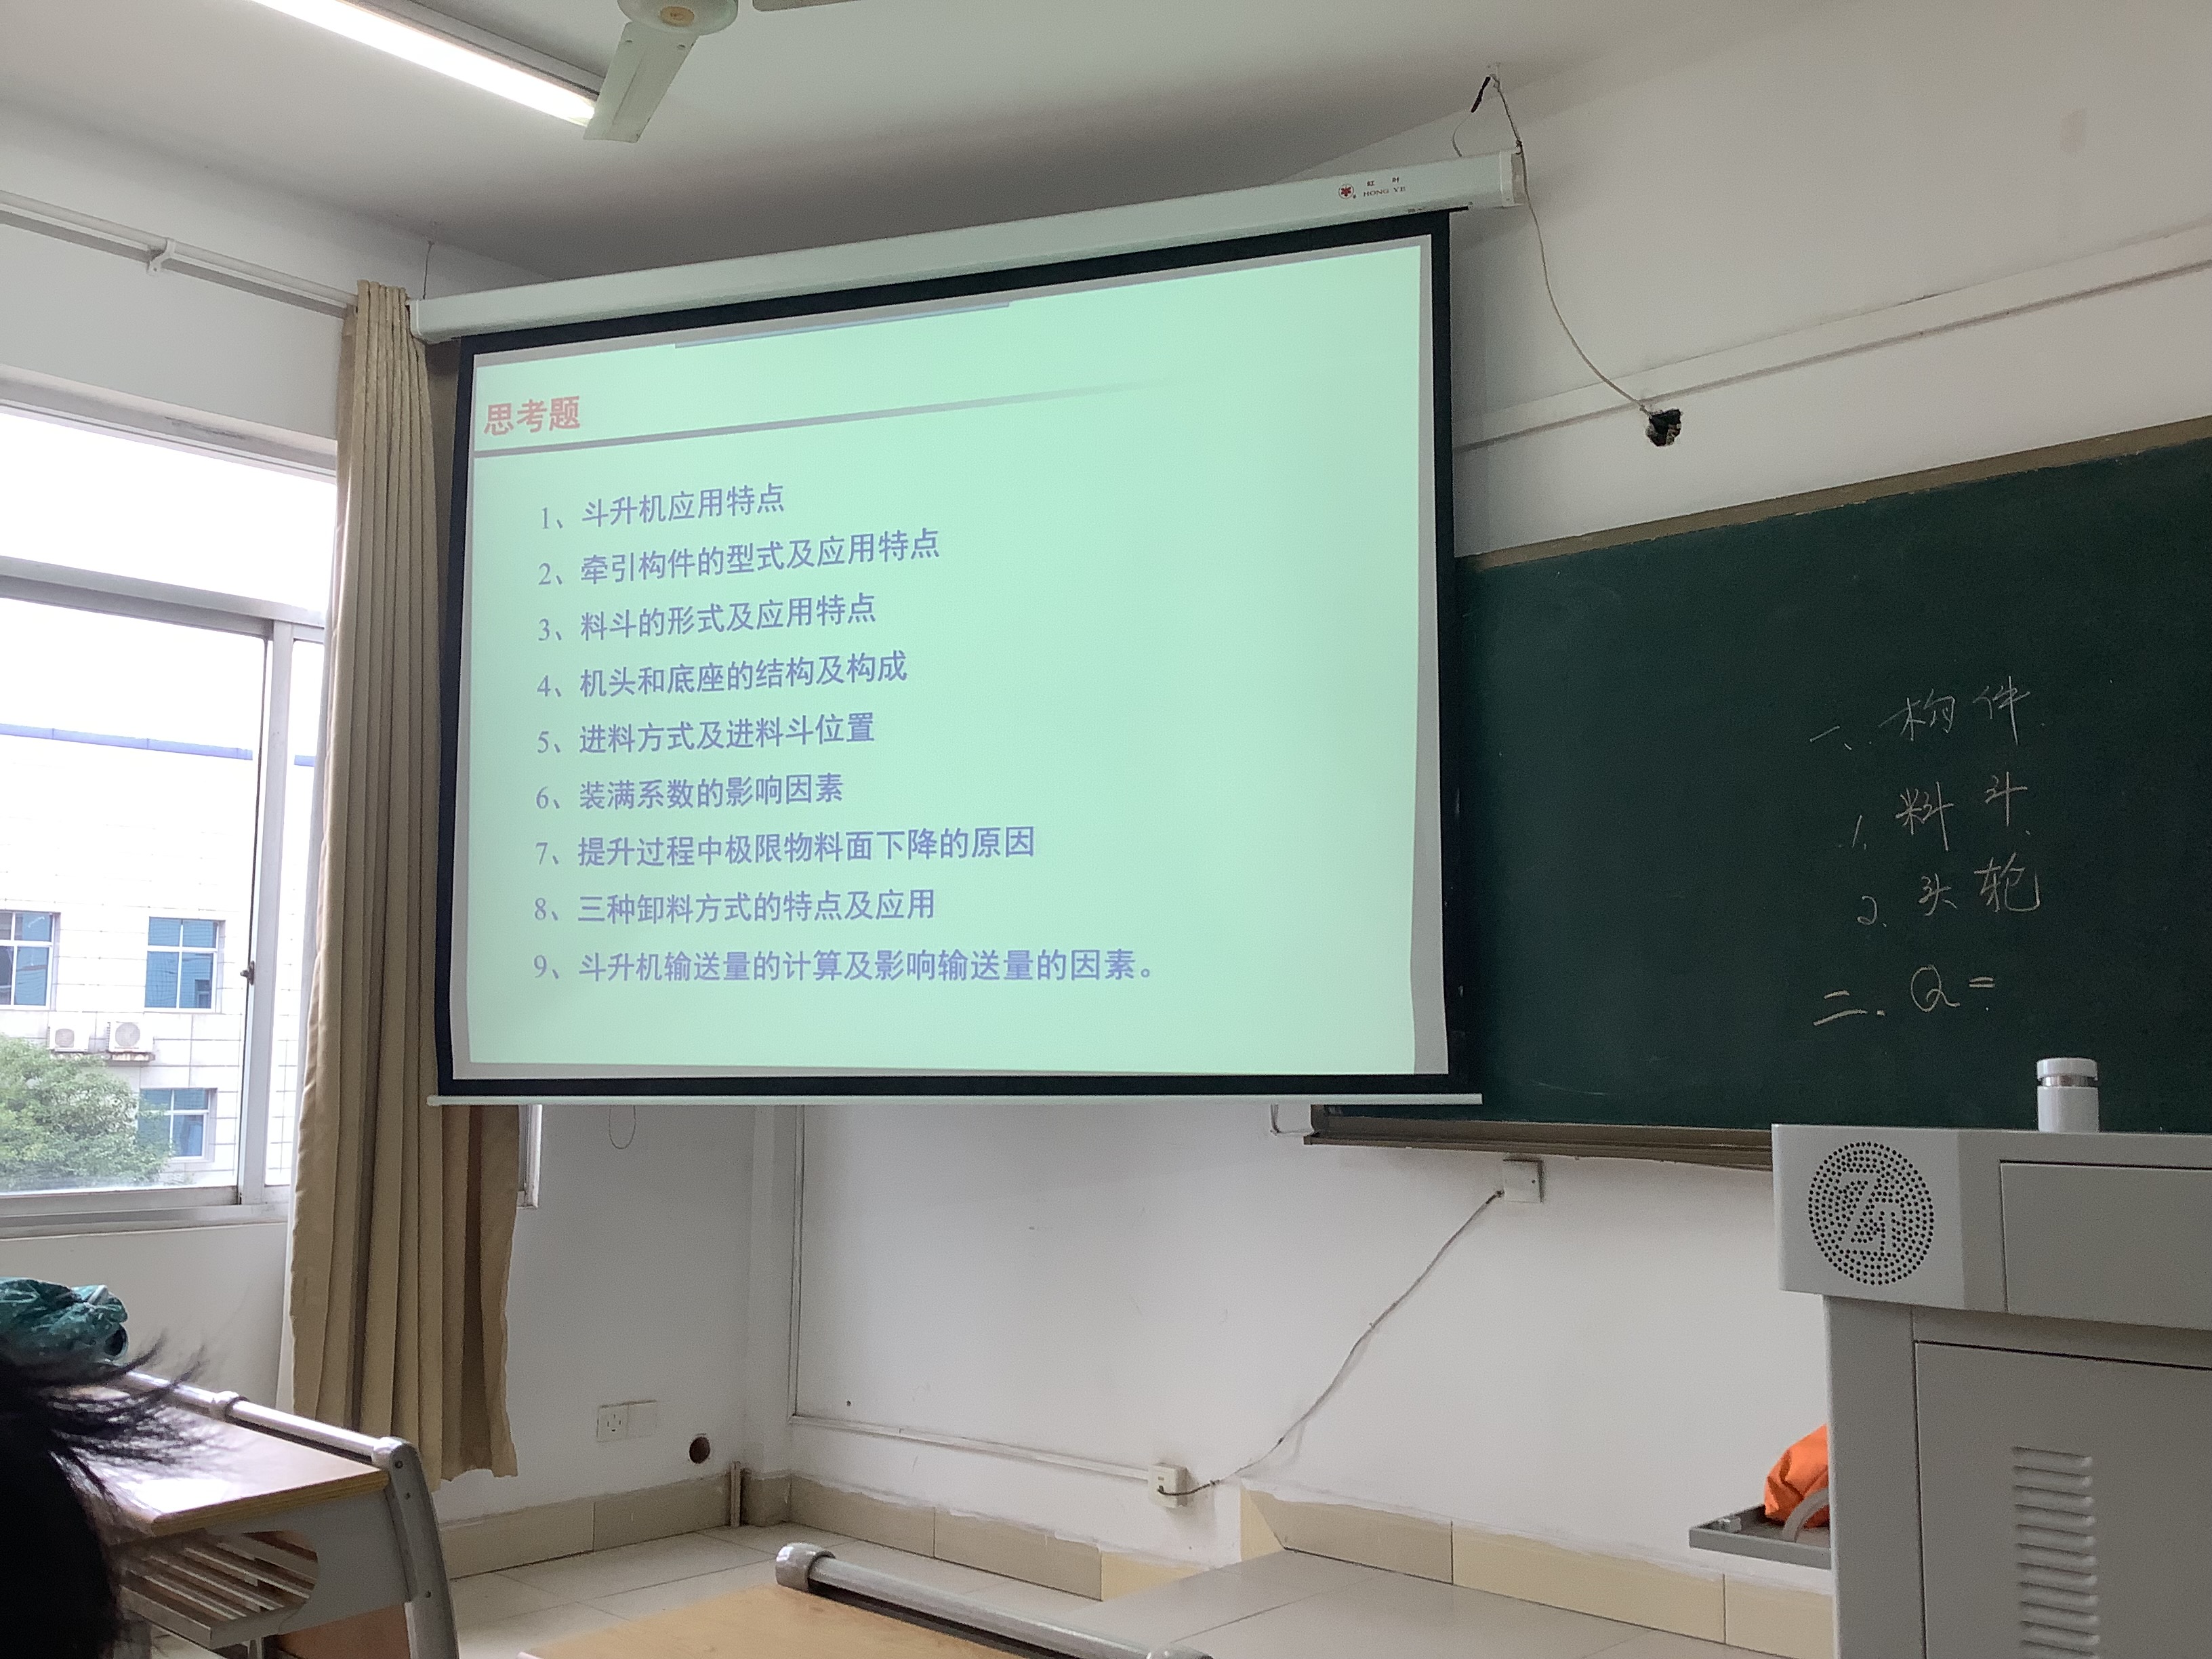 虹叶
HONG YE
思考题
1、斗升机应用特点
2、牵引构件的型式及应用特点
3、料斗的形式及应用特点
4、机头和底座的结构及构成
5、进料方式及进料斗位置
6、装满系数的影响因素
7、提升过程中极限物料面下降的原因
8、三种卸料方式的特点及应用
9、斗升机输送量的计算及影响输送量的因素。
一、构件
1、料斗
2、头轮
二、Q=